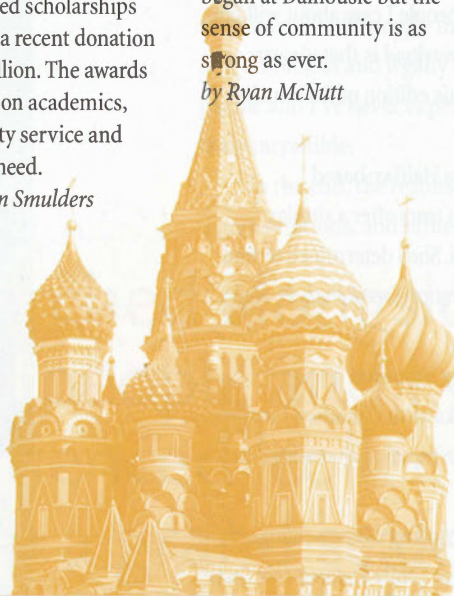 ed scholarships
a recent donation
llion. The awards
on academics,
ty service and
need.
n Smulders
began at Dalhousie but the
sense of community is as
strong as ever.
by Ryan McNutt